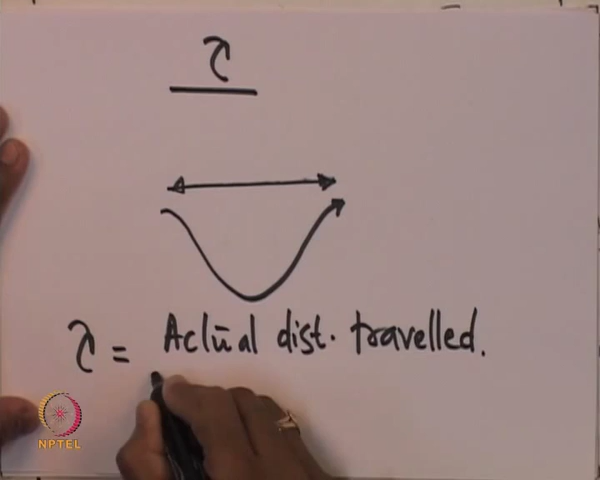 τ
τ = Actual dist. travelled.
NPTEL